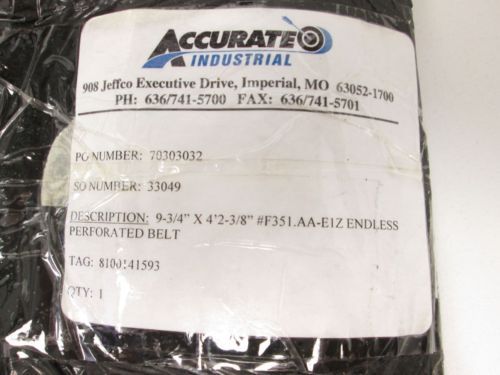 ACCURATE
INDUSTRIAL
908 Jeffco Executive Drive, Imperial, MO 63052-1700
PH: 636/741-5700 FAX: 636/741-5701
PO NUMBER: 70303032
SO NUMBER: 33049
DESCRIPTION: 9-3/4" X 4'2-3/8" #F351.AA-E1Z ENDLESS
PERFORATED BELT
TAG: 8100141593
QTY: 1